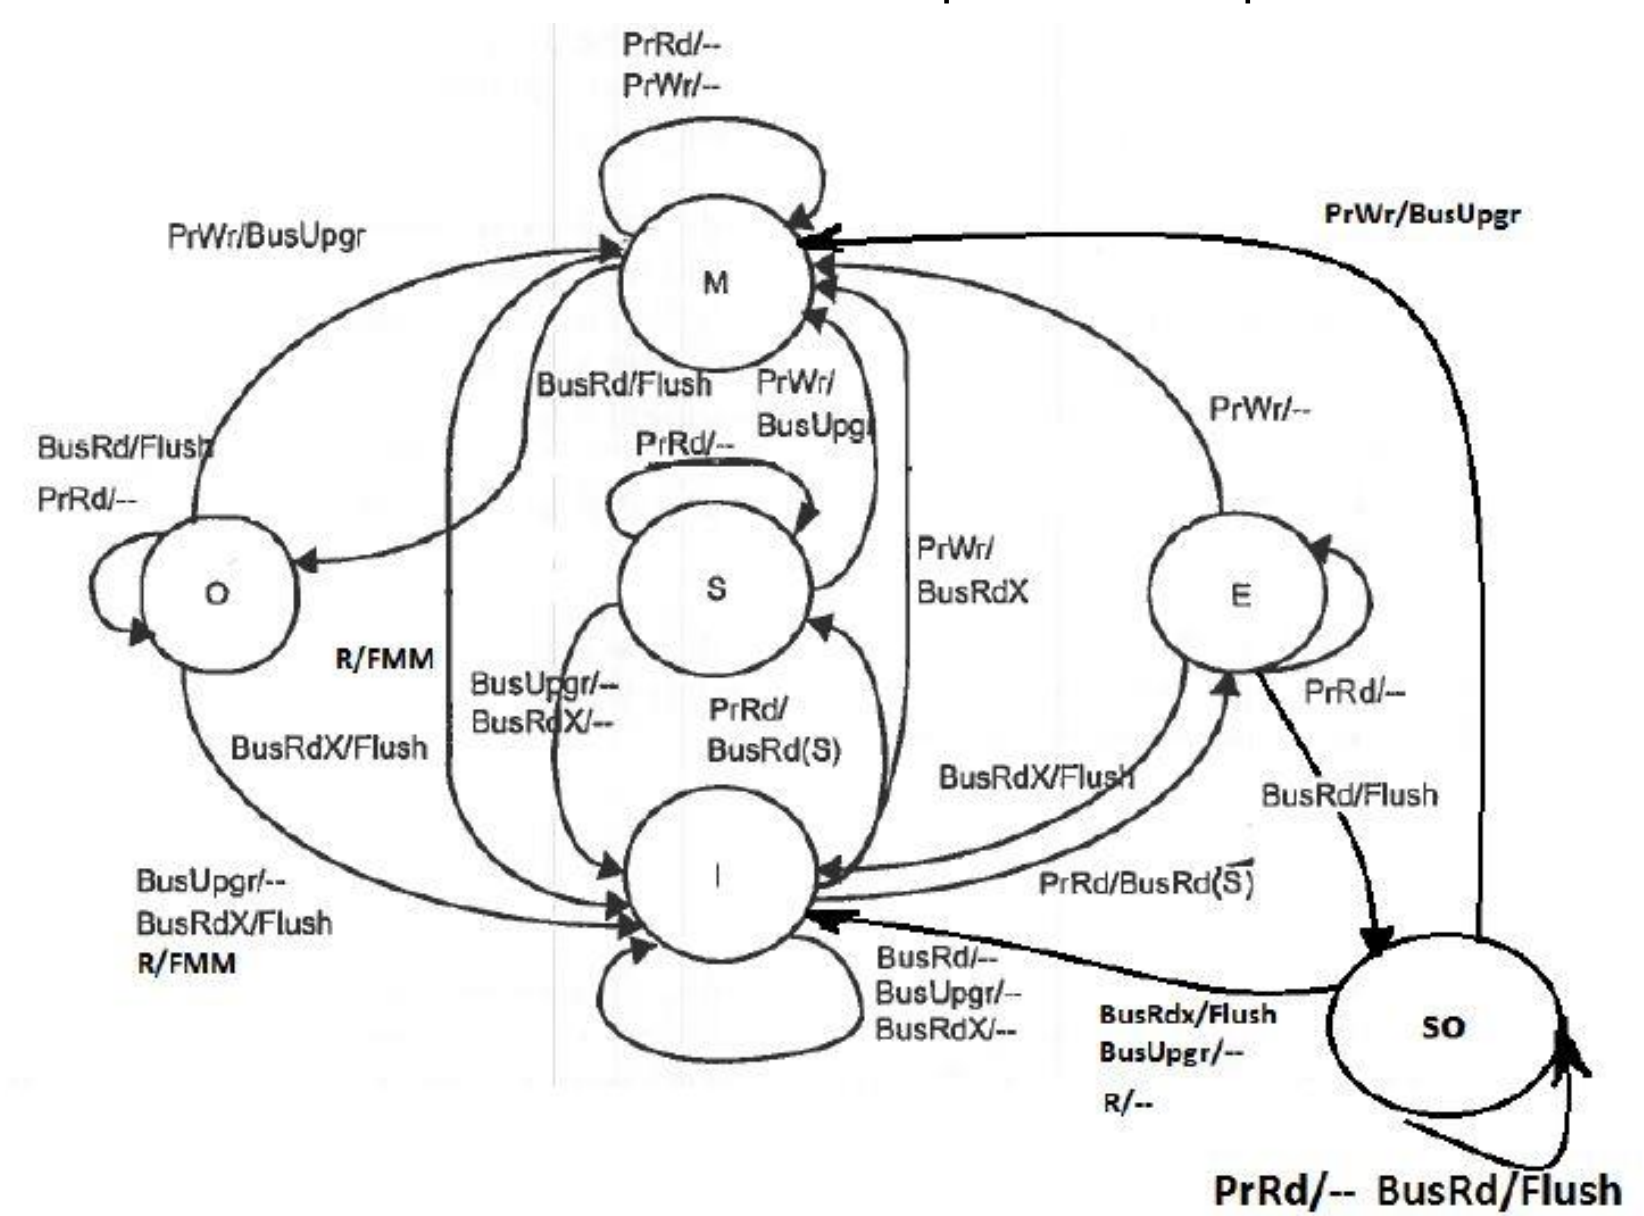 PrRd/--
PrWr/--
PrWr/BusUpgr
PrWr/BusUpgr
M
BusRd/Flush
PrWr/
BusUpgr
PrWr/--
BusRd/Flush
PrRd/--
PrRd/--
O
S
PrWr/
BusRdX
E
R/FMM
BusUpgr/--
BusRdX/--
PrRd/
BusRd(S)
PrRd/--
BusRdX/Flush
BusRdX/Flush
BusRd/Flush
I
PrRd/BusRd(S̅)
BusUpgr/--
BusRdX/Flush
R/FMM
BusRd/--
BusUpgr/--
BusRdX/--
BusRdx/Flush
BusUpgr/--
R/--
SO
PrRd/-- BusRd/Flush